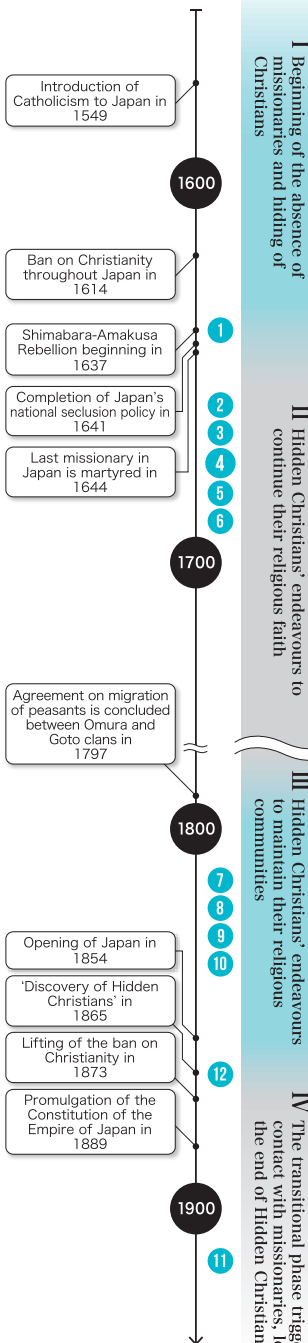 Introduction of
Catholicism to Japan in
1549
1600
Ban on Christianity
throughout Japan in
1614
Shimabara-Amakusa
Rebellion beginning in
1637
Completion of Japan's
national seclusion policy in
1641
Last missionary in
Japan is martyred in
1644
1700
Agreement on migration
of peasants is concluded
between Omura and
Goto clans in
1797
1800
Opening of Japan in
1854
‘Discovery of Hidden
Christians’ in
1865
Lifting of the ban on
Christianity in
1873
Promulgation of the
Constitution of the
Empire of Japan in
1889
1900
1
2
3
4
5
6
7
8
9
10
12
11
I Beginning of the absence of
missionaries and hiding of
Christians
II Hidden Christians’ endeavours to
continue their religious faith
III Hidden Christians’ endeavours
to maintain their religious
communities
IV The transitional phase
contact with missionaries,
the end of Hidden